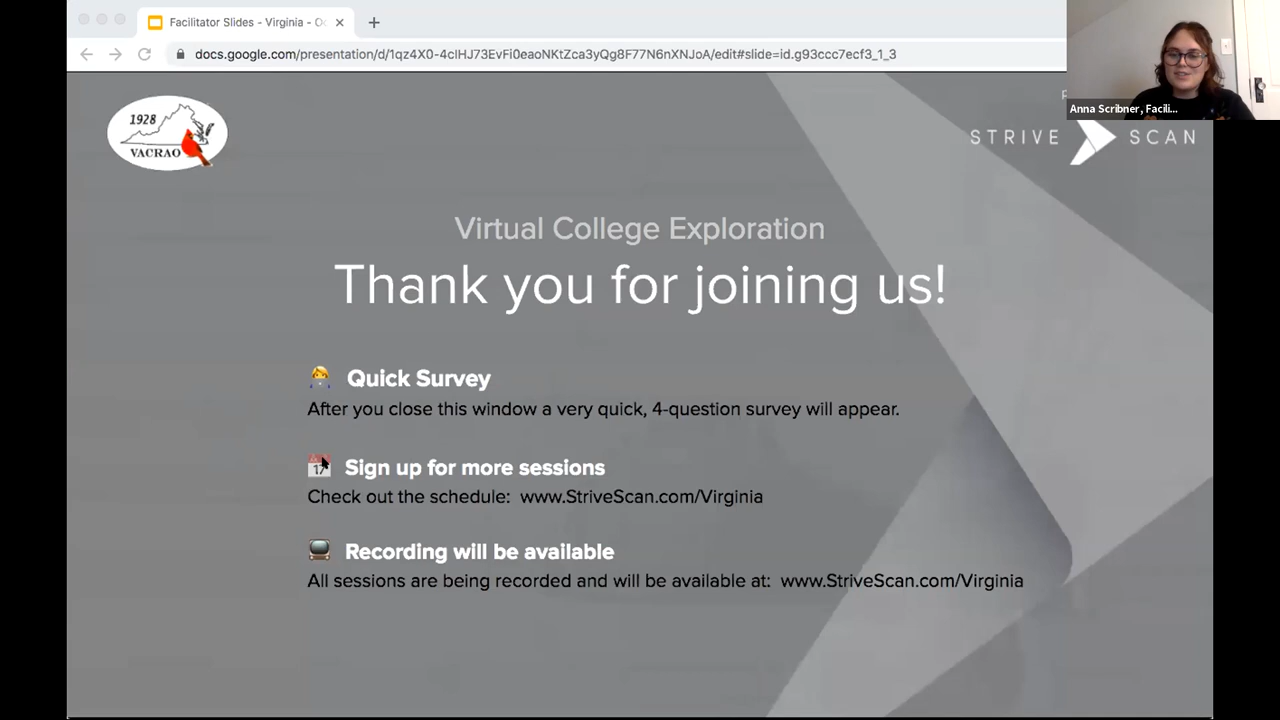 Facilitator Slides - Virginia - Oc
docs.google.com/presentation/d/1qz4X0-4cIHJ73EvFi0eaoNKtZca3yQg8F77N6nXNJoA/edit#slide=id.g93ccc7ecf3_1_3
Anna Scribner, Facili...
1928
VACRAO
STRIVE SCAN
Virtual College Exploration
Thank you for joining us!
Quick Survey
After you close this window a very quick, 4-question survey will appear.
17
Sign up for more sessions
Check out the schedule: www.StriveScan.com/Virginia
Recording will be available
All sessions are being recorded and will be available at: www.StriveScan.com/Virginia